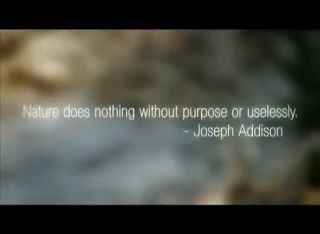 Nature does nothing without purpose or uselessly.
- Joseph Addison